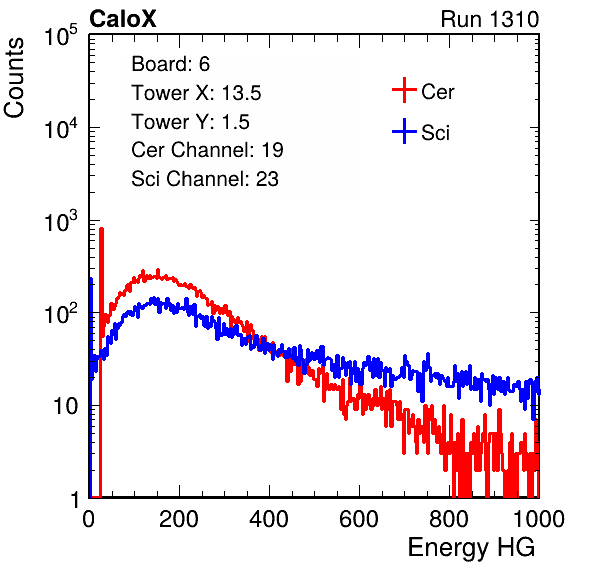 CaloX Run 1310
Counts
10^5
10^4
10^3
10^2
10
1
Board: 6
Tower X: 13.5
Tower Y: 1.5
Cer Channel: 19
Sci Channel: 23
Cer
Sci
0 200 400 600 800 1000
Energy HG